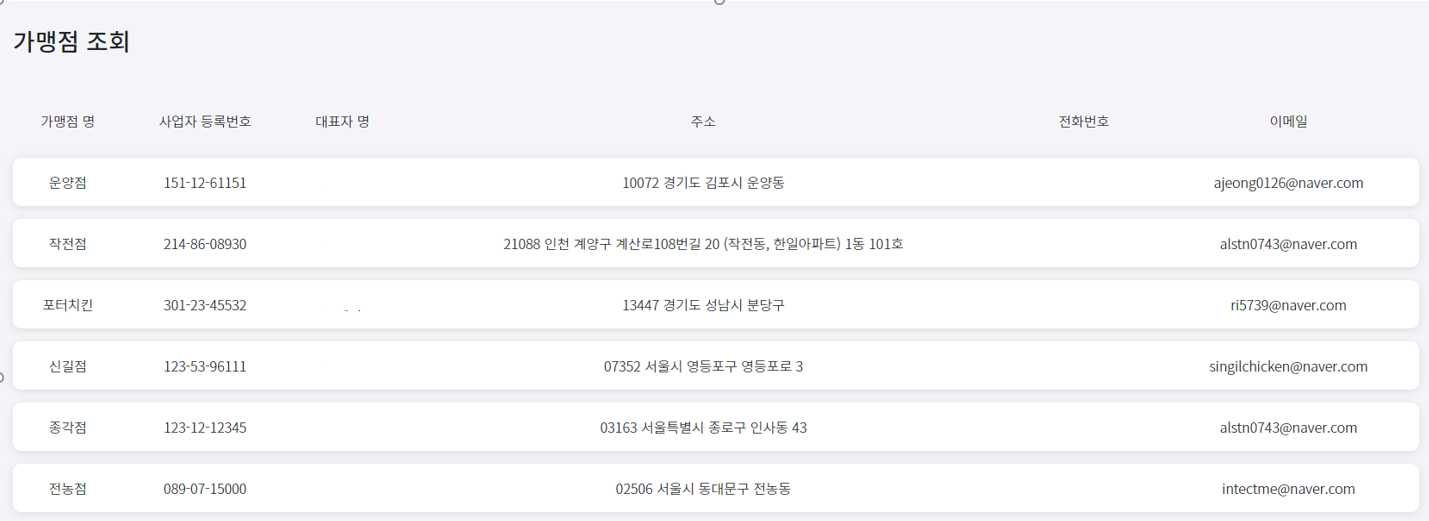 가맹점 조회
가맹점 명 사업자 등록번호 대표자 명 주소 전화번호 이메일
운양점 151-12-61151 10072 경기도 김포시 운양동 ajeong0126@naver.com
작전점 214-86-08930 21088 인천 계양구 계산로108번길 20 (작전동, 한일아파트) 1동 101호 alstn0743@naver.com
포터치킨 301-23-45532 13447 경기도 성남시 분당구 ri5739@naver.com
신길점 123-53-96111 07352 서울시 영등포구 영등포로 3 singilchicken@naver.com
종각점 123-12-12345 03163 서울특별시 종로구 인사동 43 alstn0743@naver.com
전농점 089-07-15000 02506 서울시 동대문구 전농동 intectme@naver.com